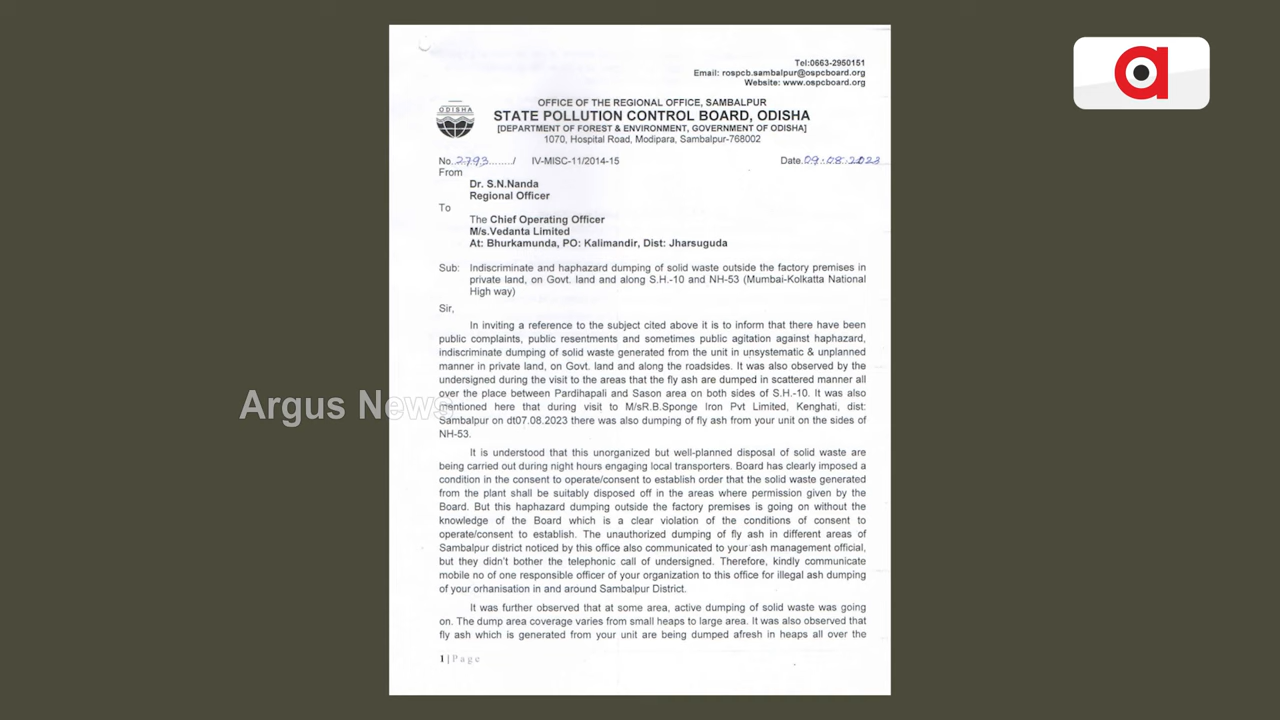 Tel:0663-2950151
Email: rospcb.sambalpur@ospcboard.org
Website: www.ospcboard.org
ODISHA
OFFICE OF THE REGIONAL OFFICE, SAMBALPUR
STATE POLLUTION CONTROL BOARD, ODISHA
[DEPARTMENT OF FOREST & ENVIRONMENT, GOVERNMENT OF ODISHA]
1070, Hospital Road, Modipara, Sambalpur-768002
No. 2793......../ IV-MISC-11/2014-15 Date. 09.08.2023
From
Dr. S.N.Nanda
Regional Officer
To
The Chief Operating Officer
M/s.Vedanta Limited
At: Bhurkamunda, PO: Kalimandir, Dist: Jharsuguda
Sub: Indiscriminate and haphazard dumping of solid waste outside the factory premises in
private land, on Govt. land and along S.H.-10 and NH-53 (Mumbai-Kolkatta National
High way)
Sir,
In inviting a reference to the subject cited above it is to inform that there have been
public complaints, public resentments and sometimes public agitation against haphazard,
indiscriminate dumping of solid waste generated from the unit in unsystematic & unplanned
manner in private land, on Govt. land and along the roadsides. It was also observed by the
undersigned during the visit to the areas that the fly ash are dumped in scattered manner all
over the place between Pardihapali and Sason area on both sides of S.H.-10. It was also
mentioned here that during visit to M/sR.B.Sponge Iron Pvt Limited, Kenghati, dist:
Sambalpur on dt07.08.2023 there was also dumping of fly ash from your unit on the sides of
NH-53.
It is understood that this unorganized but well-planned disposal of solid waste are
being carried out during night hours engaging local transporters. Board has clearly imposed a
condition in the consent to operate/consent to establish order that the solid waste generated
from the plant shall be suitably disposed off in the areas where permission given by the
Board. But this haphazard dumping outside the factory premises is going on without the
knowledge of the Board which is a clear violation of the conditions of consent to
operate/consent to establish. The unauthorized dumping of fly ash in different areas of
Sambalpur district noticed by this office also communicated to your ash management official,
but they didn't bother the telephonic call of undersigned. Therefore, kindly communicate
mobile no of one responsible officer of your organization to this office for illegal ash dumping
of your orhanisation in and around Sambalpur District.
It was further observed that at some area, active dumping of solid waste was going
on. The dump area coverage varies from small heaps to large area. It was also observed that
fly ash which is generated from your unit are being dumped afresh in heaps all over the
1 | Page
Argus News
a